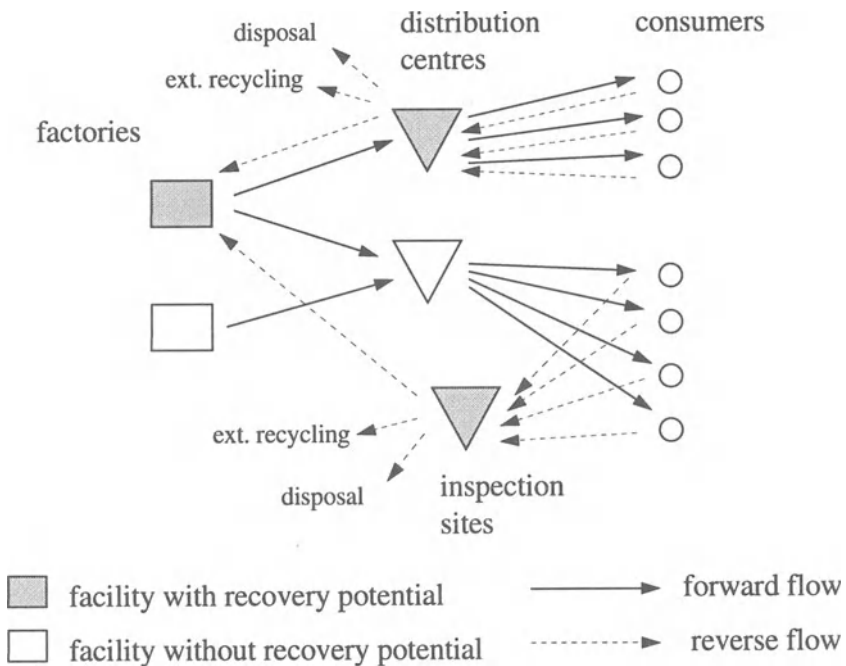 disposal
distribution
centres
consumers
ext. recycling
factories
ext. recycling
disposal
inspection
sites
facility with recovery potential
forward flow
facility without recovery potential
reverse flow